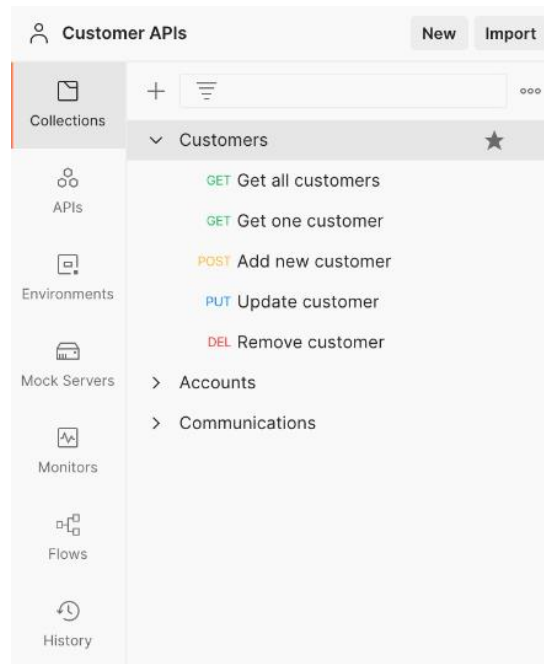 Customer APIs
New Import
Collections
APIs
Environments
Mock Servers
Monitors
Flows
History
Customers
GET Get all customers
GET Get one customer
POST Add new customer
PUT Update customer
DEL Remove customer
Accounts
Communications